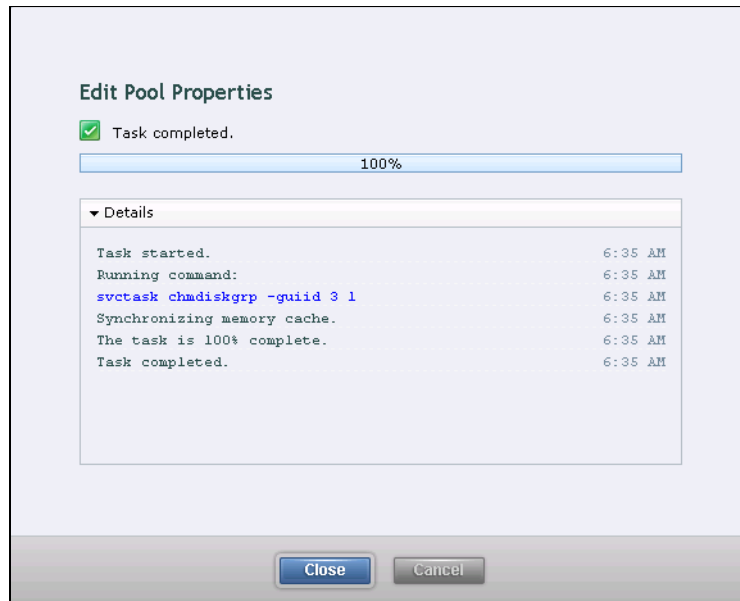 Edit Pool Properties
Task completed.
100%
Details
Task started. 6:35 AM
Running command: 6:35 AM
svctask chmdiskgrp -guiid 3 1 6:35 AM
Synchronizing memory cache. 6:35 AM
The task is 100% complete. 6:35 AM
Task completed. 6:35 AM
Close Cancel